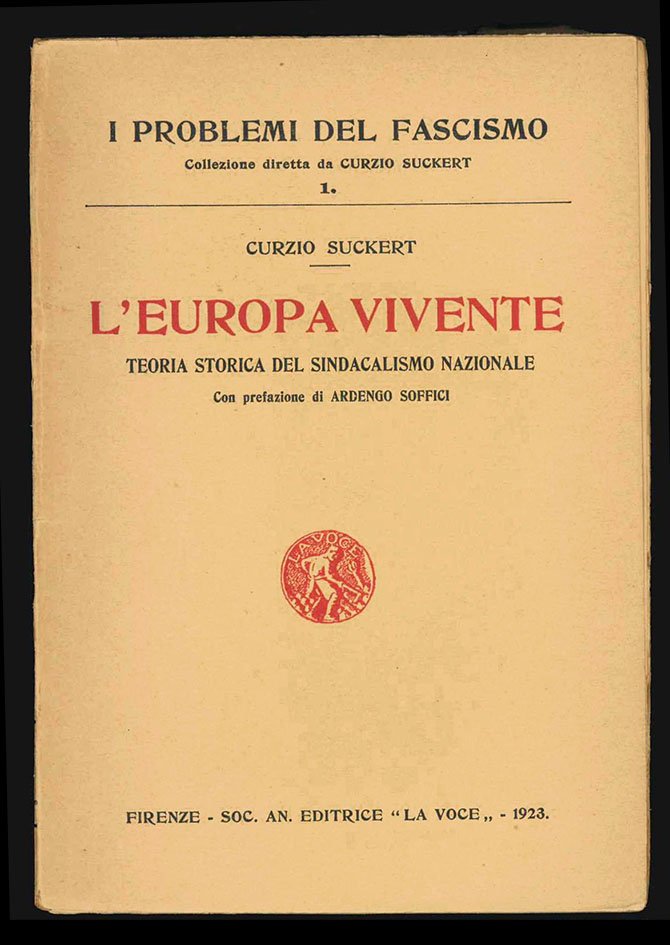 I PROBLEMI DEL FASCISMO
Collezione diretta da CURZIO SUCKERT
1.
CURZIO SUCKERT
L'EUROPA VIVENTE
TEORIA STORICA DEL SINDACALISMO NAZIONALE
Con prefazione di ARDENGO SOFFICI
LA VOCE
FIRENZE - SOC. AN. EDITRICE “LA VOCE„ - 1923.